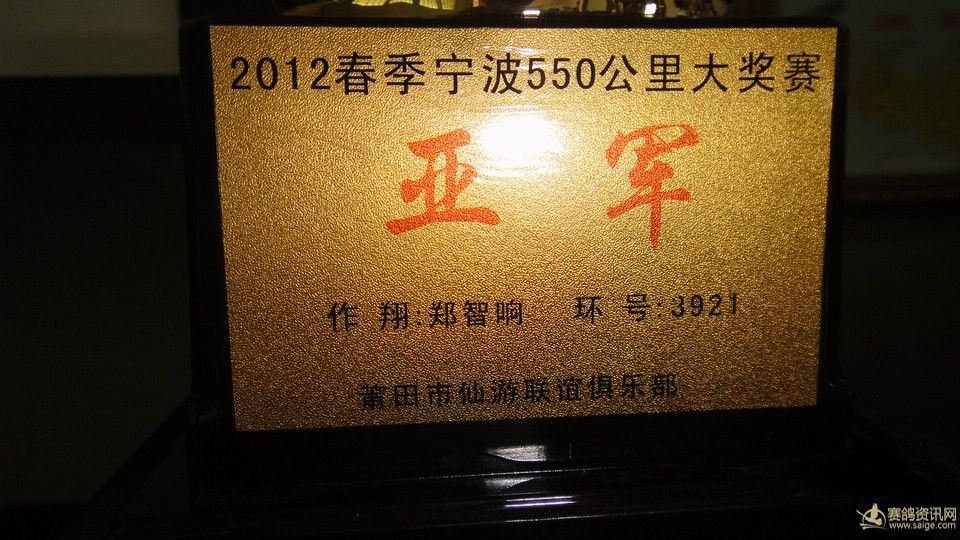 2012春季宁波550公里大奖赛
亚军
作 翔:郑智响 环 号:3921
莆田市仙游联谊俱乐部
赛鸽资讯网
www.saige.com